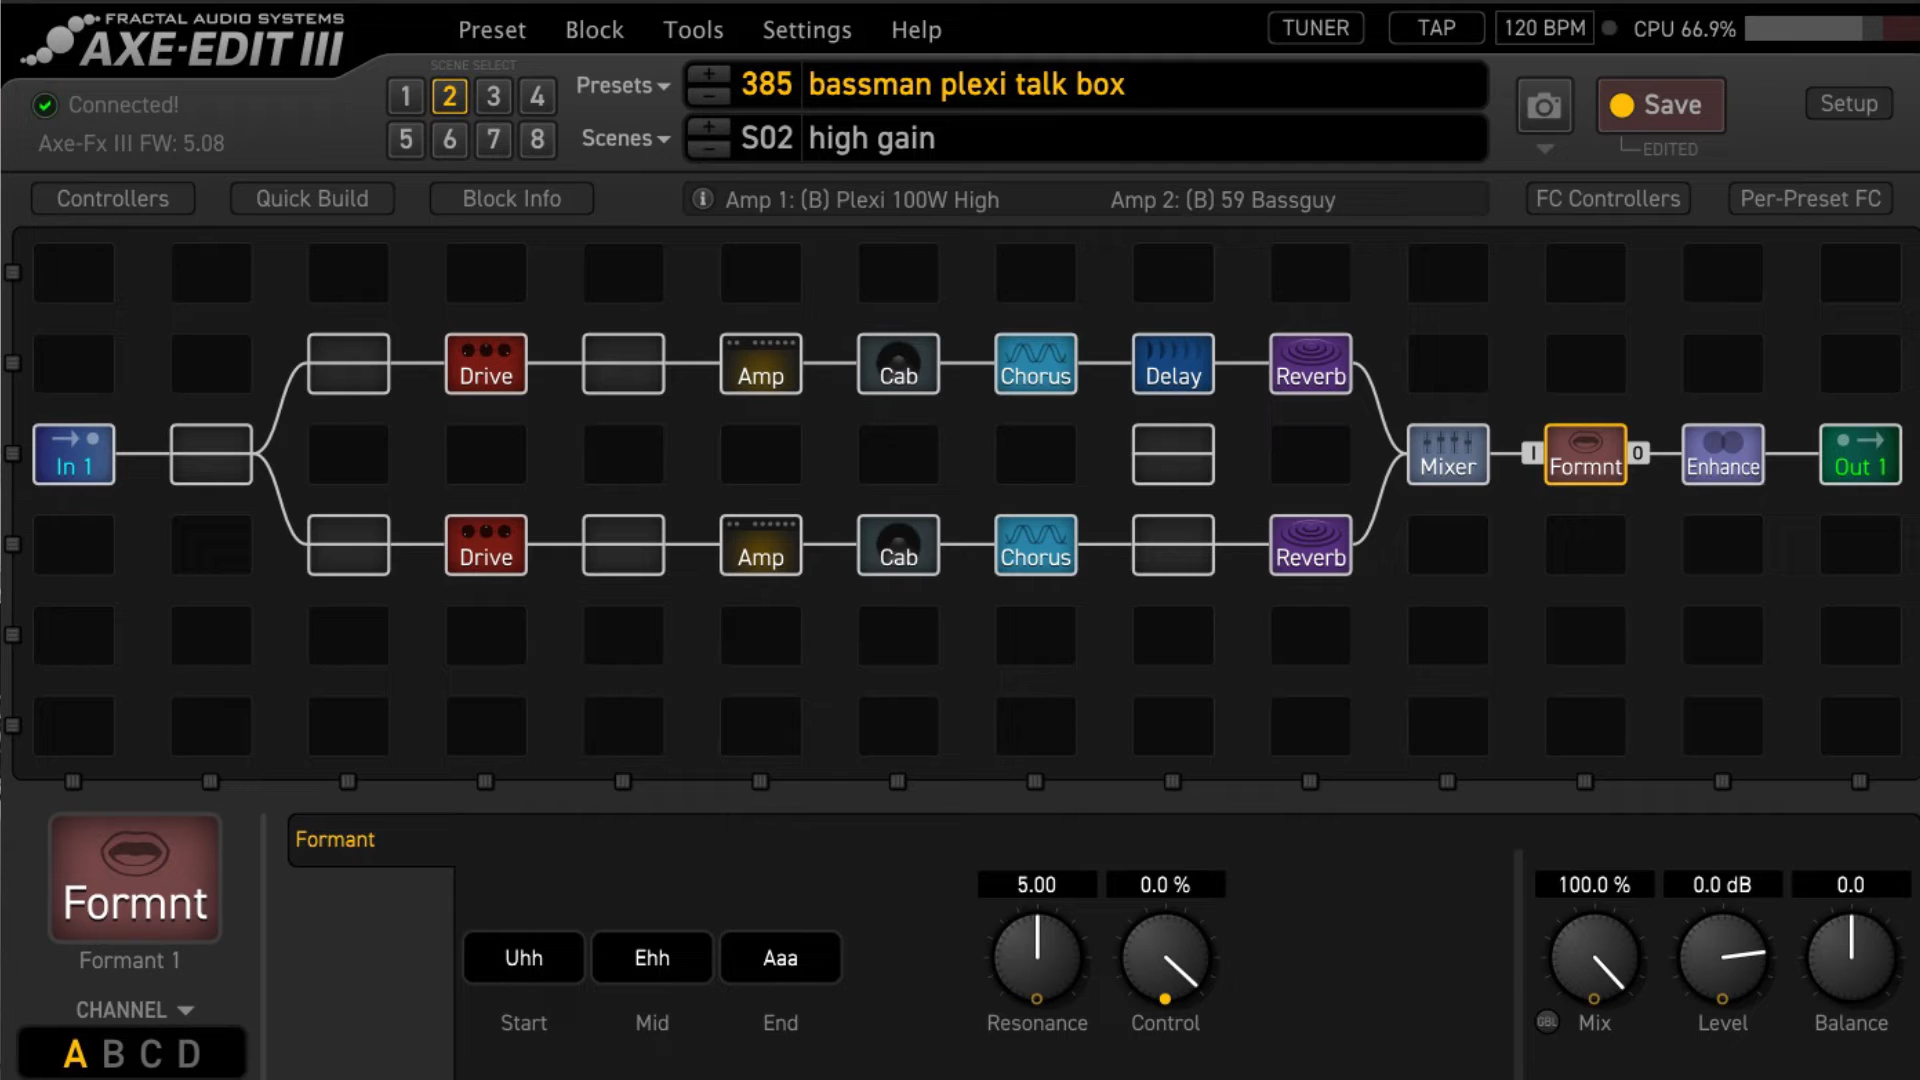 FRACTAL AUDIO SYSTEMS
AXE-EDIT III
Preset Block Tools Settings Help
TUNER TAP 120 BPM CPU 66.9%
Connected!
Axe-Fx III FW: 5.08
SCENE SELECT
1 2 3 4
5 6 7 8
Presets 385 bassman plexi talk box
Scenes S02 high gain
Save
EDITED
Setup
Controllers Quick Build Block Info
Amp 1: (B) Plexi 100W High Amp 2: (B) 59 Bassguy
FC Controllers Per-Preset FC
Drive Amp Cab Chorus Delay Reverb
In 1 Mixer I Formnt O Enhance Out 1
Drive Amp Cab Chorus Reverb
Formnt
Formant 1
CHANNEL
A B C D
Formant
5.00 0.0 % 100.0 % 0.0 dB 0.0
Uhh Ehh Aaa
Start Mid End Resonance Control GBL Mix Level Balance